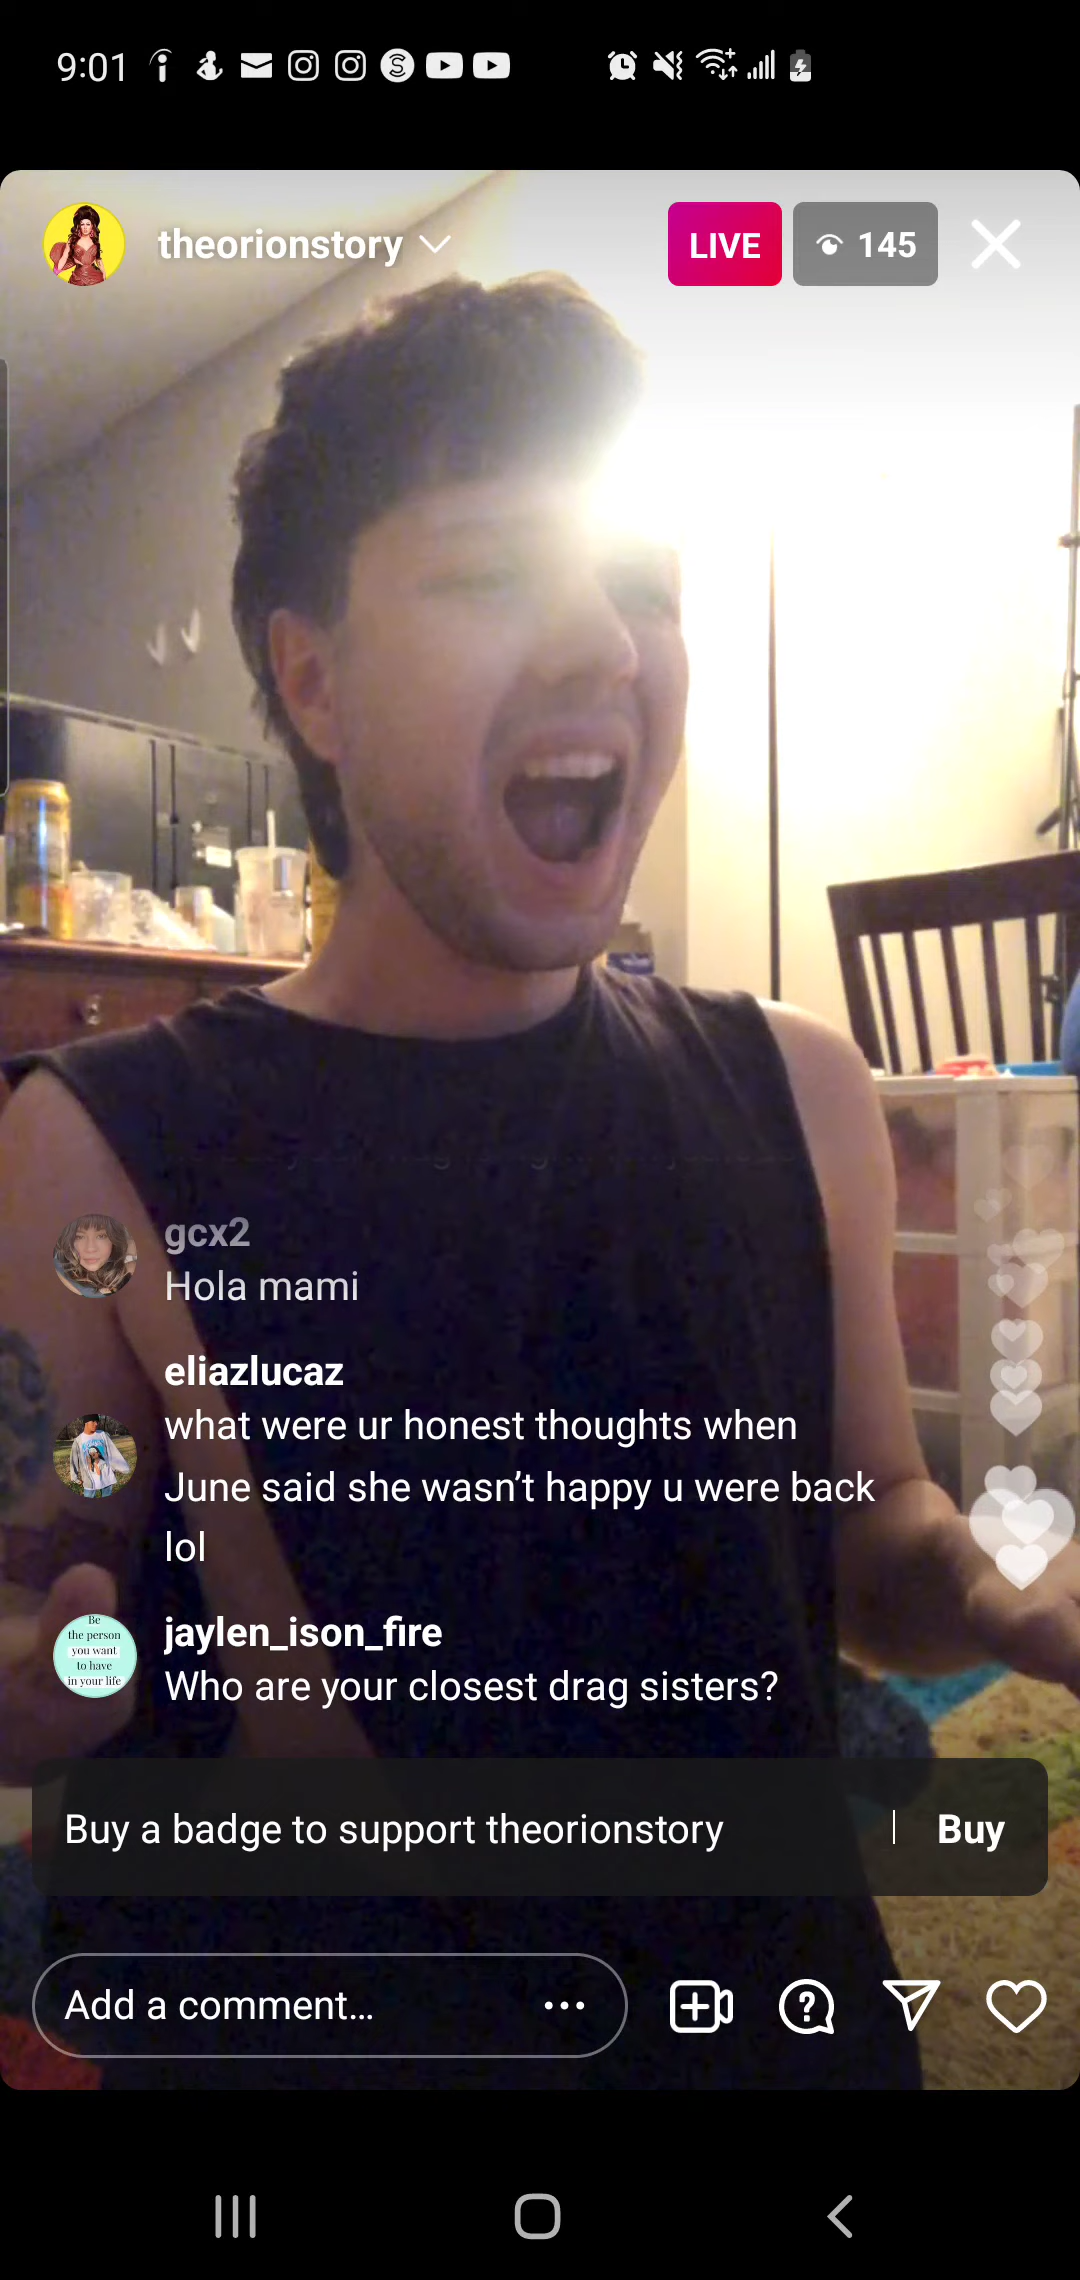 9:01
theorionstory
LIVE
145
gcx2
Hola mami
eliazlucaz
what were ur honest thoughts when
June said she wasn't happy u were back
lol
Be
the person
you want
to have
in your life
jaylen_ison_fire
Who are your closest drag sisters?
Buy a badge to support theorionstory
Buy
Add a comment...